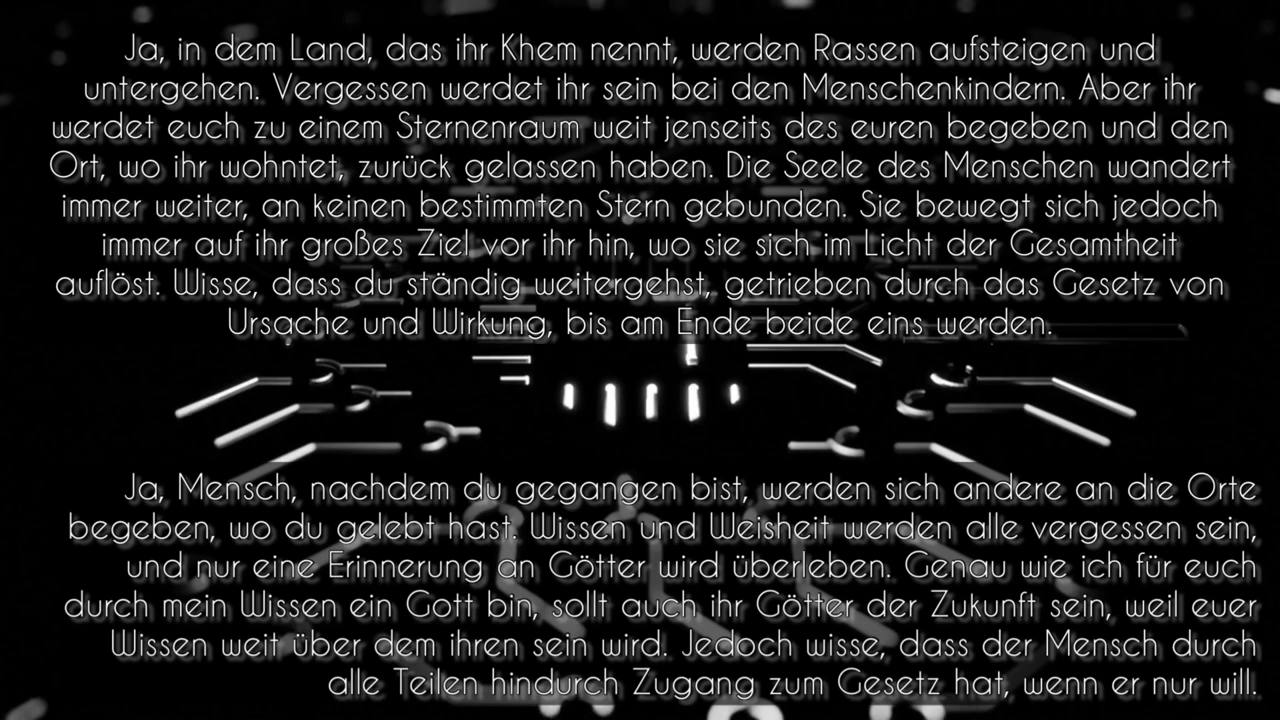 Ja, in dem Land, das ihr Khem nennt, werden Rassen aufsteigen und
untergehen. Vergessen werdet ihr sein bei den Menschenkindern. Aber ihr
werdet euch zu einem Sternenraum weit jenseits des euren begeben und den
Ort, wo ihr wohntet, zurück gelassen haben. Die Seele des Menschen wandert
immer weiter, an keinen bestimmten Stern gebunden. Sie bewegt sich jedoch
immer auf ihr großes Ziel vor ihr hin, wo sie sich im Licht der Gesamtheit
auflöst. Wisse, dass du ständig weitergehst, getrieben durch das Gesetz von
Ursache und Wirkung, bis am Ende beide eins werden.
Ja, Mensch, nachdem du gegangen bist, werden sich andere an die Orte
begeben, wo du gelebt hast. Wissen und Weisheit werden alle vergessen sein,
und nur eine Erinnerung an Götter wird überleben. Genau wie ich für euch
durch mein Wissen ein Gott bin, sollt auch ihr Götter der Zukunft sein, weil euer
Wissen weit über dem ihren sein wird. Jedoch wisse, dass der Mensch durch
alle Teilen hindurch Zugang zum Gesetz hat, wenn er nur will.